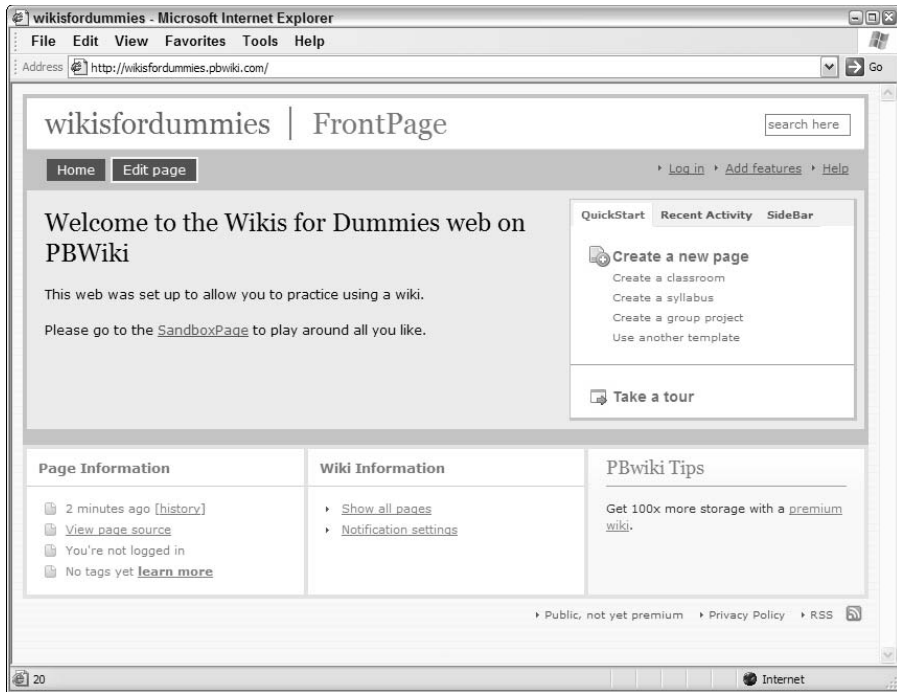 wikisfordummies - Microsoft Internet Explorer
File Edit View Favorites Tools Help
Address http://wikisfordummies.pbwiki.com/ Go
wikisfordummies | FrontPage
search here
Home Edit page
Log in Add features Help
Welcome to the Wikis for Dummies web on
PBWiki
This web was set up to allow you to practice using a wiki.
Please go to the SandboxPage to play around all you like.
QuickStart Recent Activity SideBar
Create a new page
Create a classroom
Create a syllabus
Create a group project
Use another template
Take a tour
Page Information
2 minutes ago [history]
View page source
You're not logged in
No tags yet learn more
Wiki Information
Show all pages
Notification settings
PBwiki Tips
Get 100x more storage with a premium
wiki.
Public, not yet premium Privacy Policy RSS
20 Internet